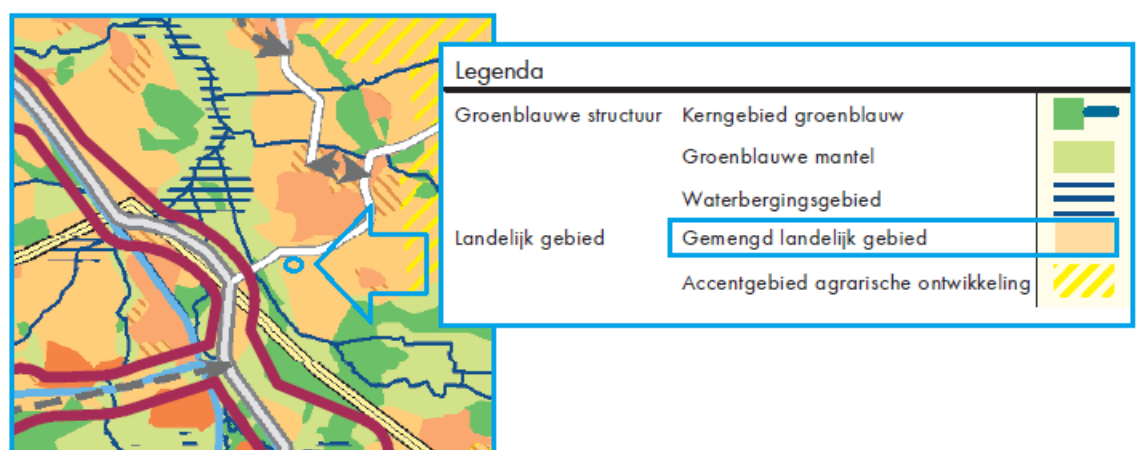 Legenda
Groenblauwe structuur Kerngebied groenblauw
Groenblauwe mantel
Waterbergingsgebied
Landelijk gebied Gemengd landelijk gebied
Accentgebied agrarische ontwikkeling